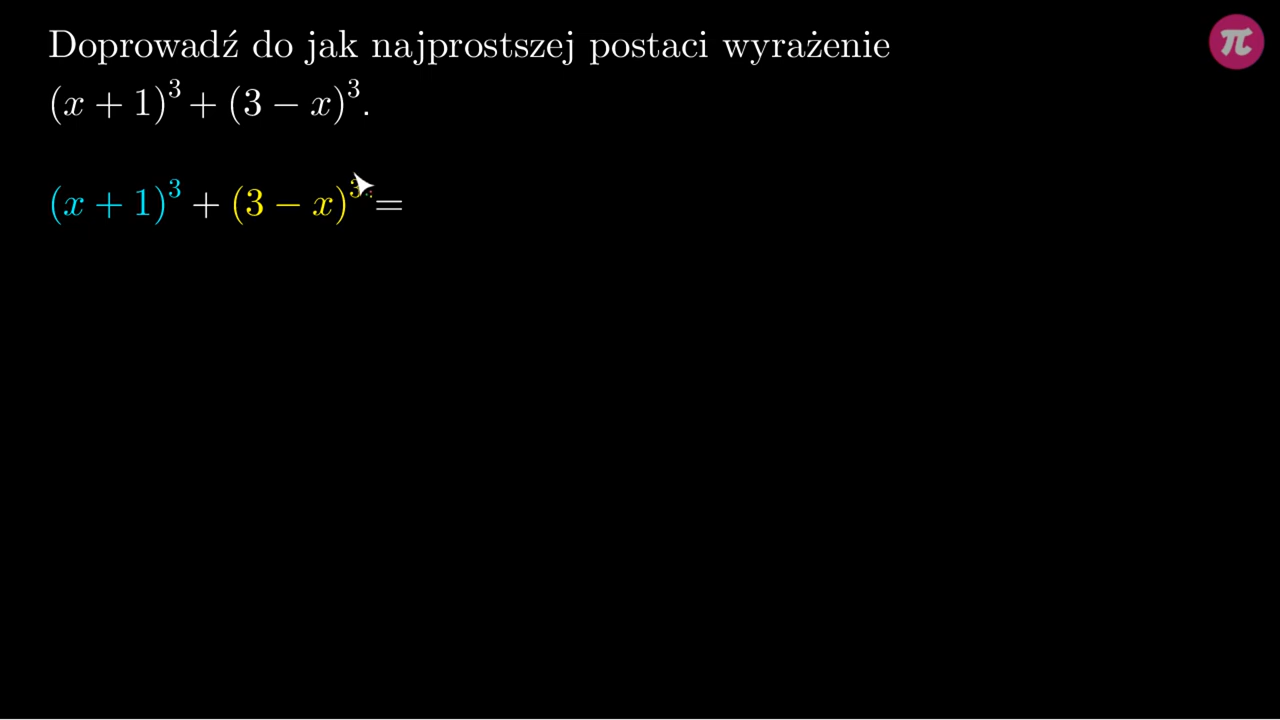 Doprowadź do jak najprostszej postaci wyrażenie
(x + 1)³ + (3 − x)³.
(x + 1)³ + (3 − x)³ =
π